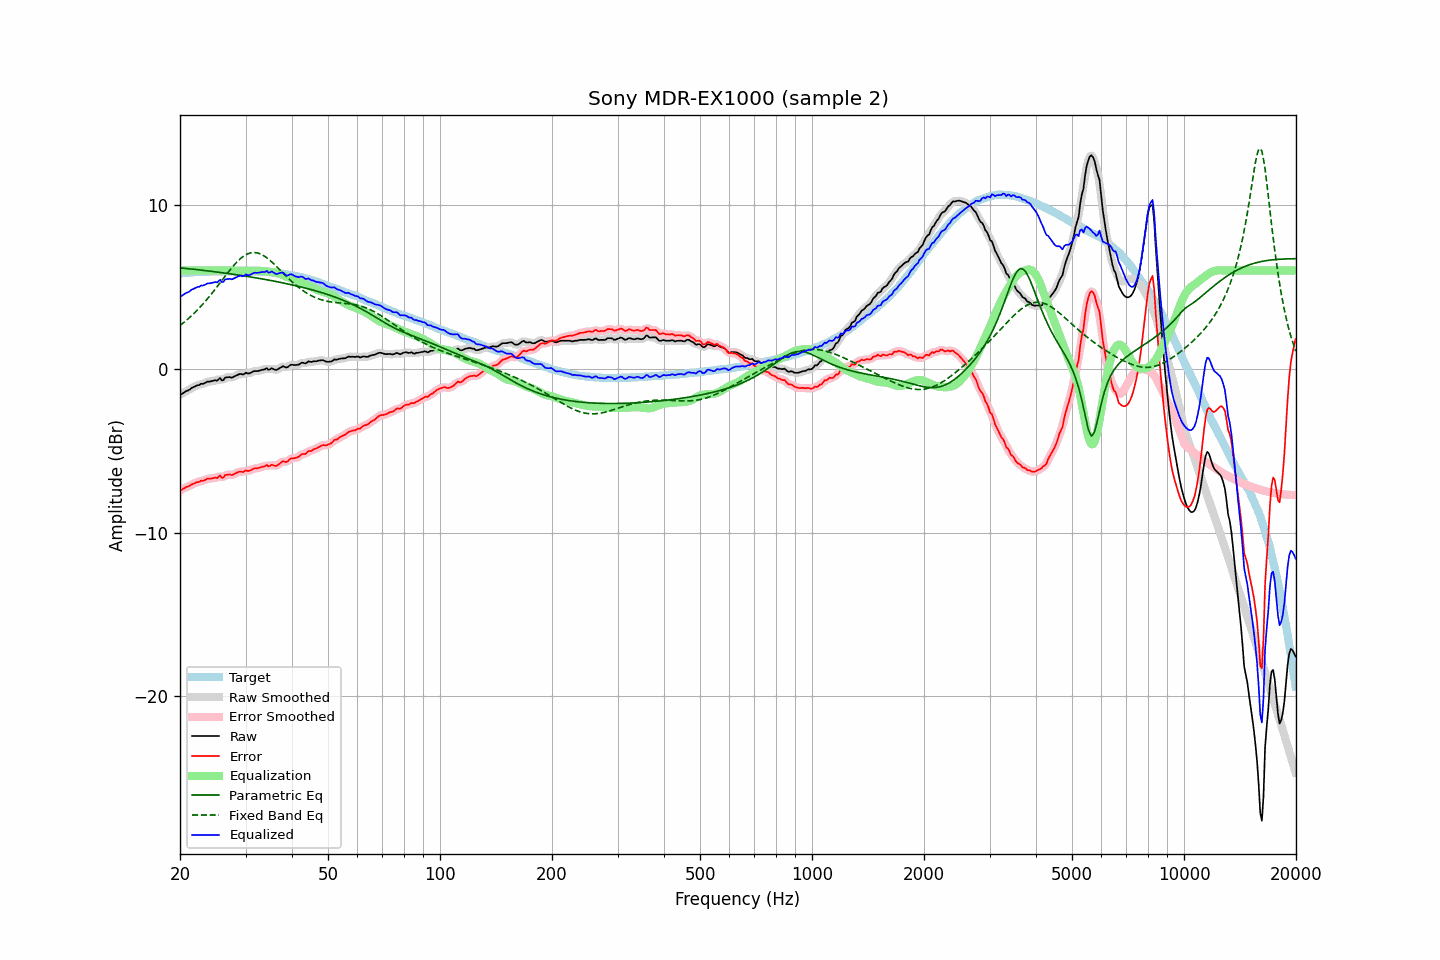 Sony MDR-EX1000 (sample 2)
Amplitude (dBr)
10
0
−10
−20
Target
Raw Smoothed
Error Smoothed
Raw
Error
Equalization
Parametric Eq
Fixed Band Eq
Equalized
20 50 100 200 500 1000 2000 5000 10000 20000
Frequency (Hz)